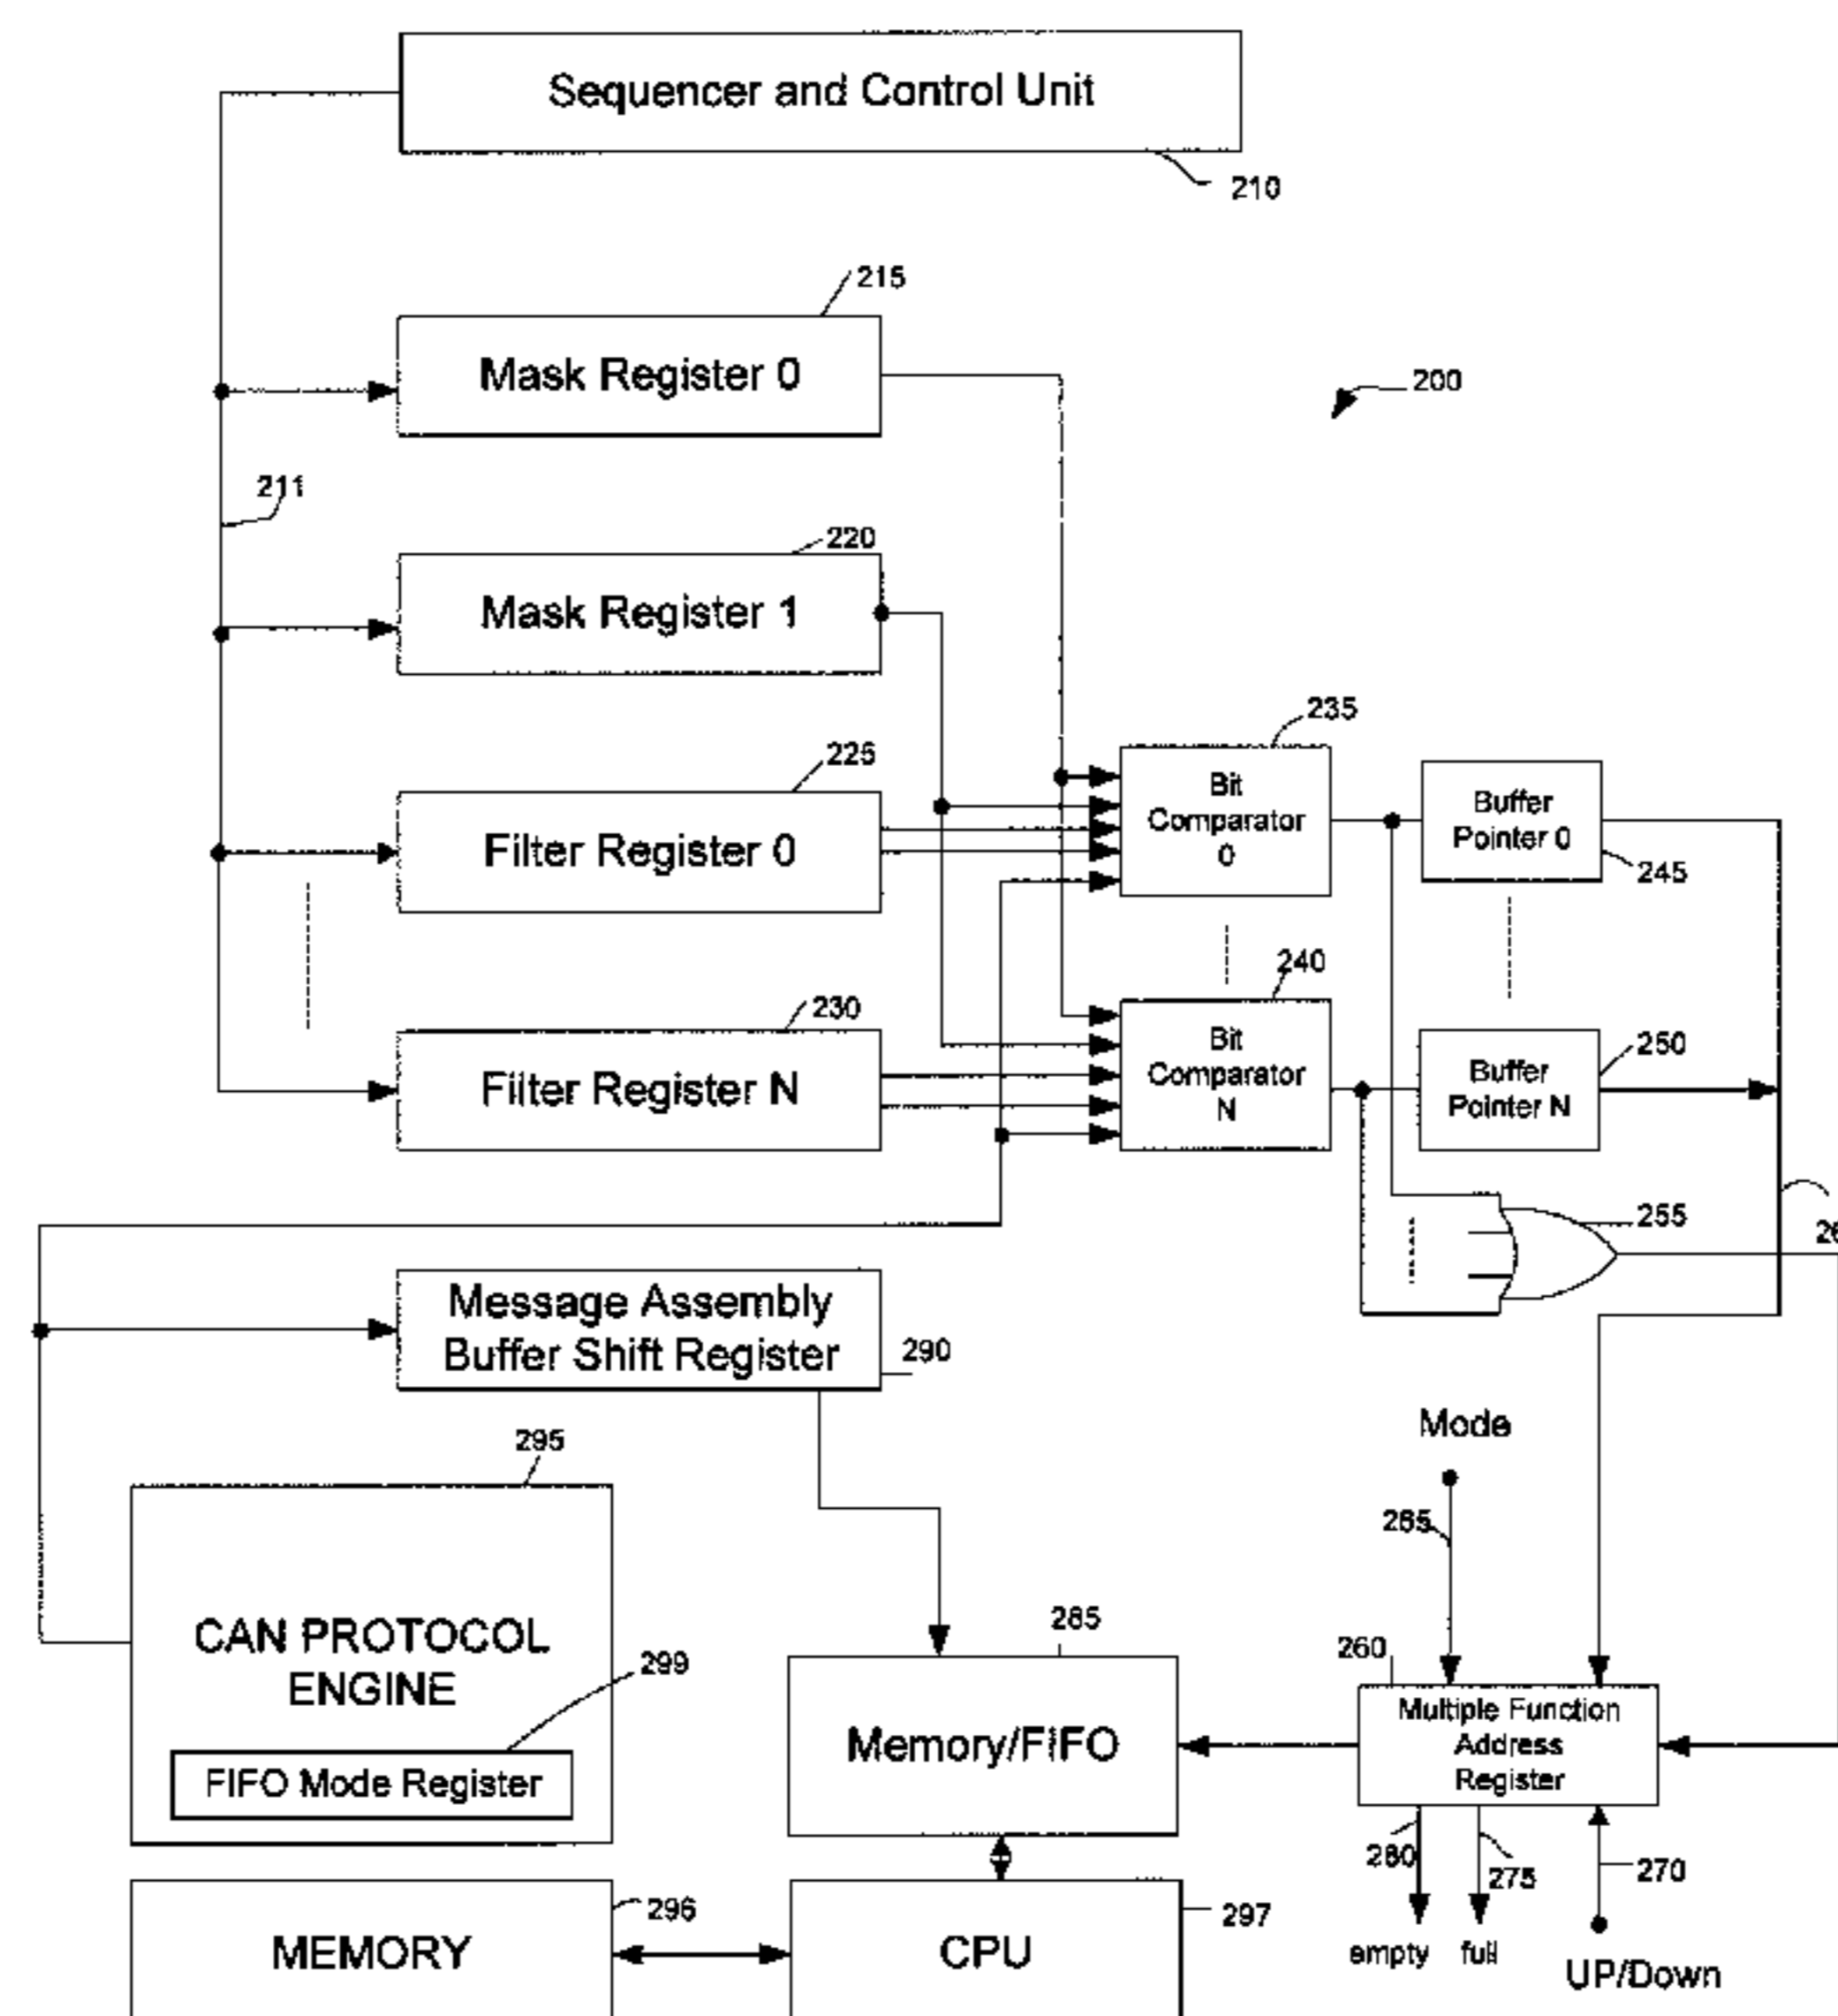 Sequencer and Control Unit
210
215
Mask Register 0
200
211
220
Mask Register 1
235
225
Filter Register 0
Bit
Comparator
0
Buffer
Pointer 0
245
240
230
Filter Register N
Bit
Comparator
N
Buffer
Pointer N
250
255
Message Assembly
Buffer Shift Register
290
Mode
295
265
CAN PROTOCOL
ENGINE
299
FIFO Mode Register
285
Memory/FIFO
260
Multiple Function
Address
Register
280
275
270
empty
full
UP/Down
MEMORY
296
CPU
297